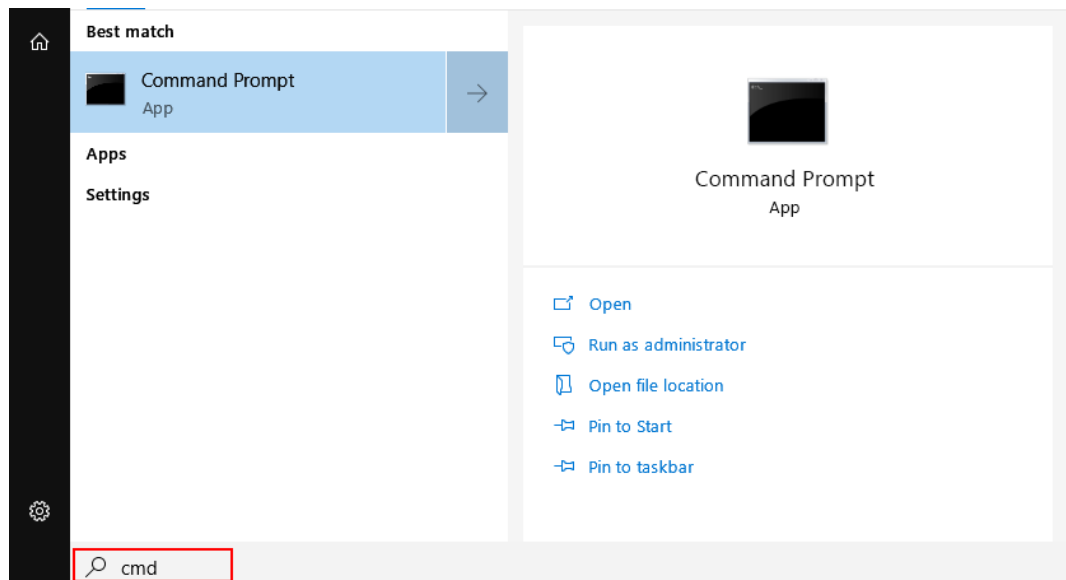 Best match
Command Prompt
App
Apps
Settings
cmd
Command Prompt
App
Open
Run as administrator
Open file location
Pin to Start
Pin to taskbar